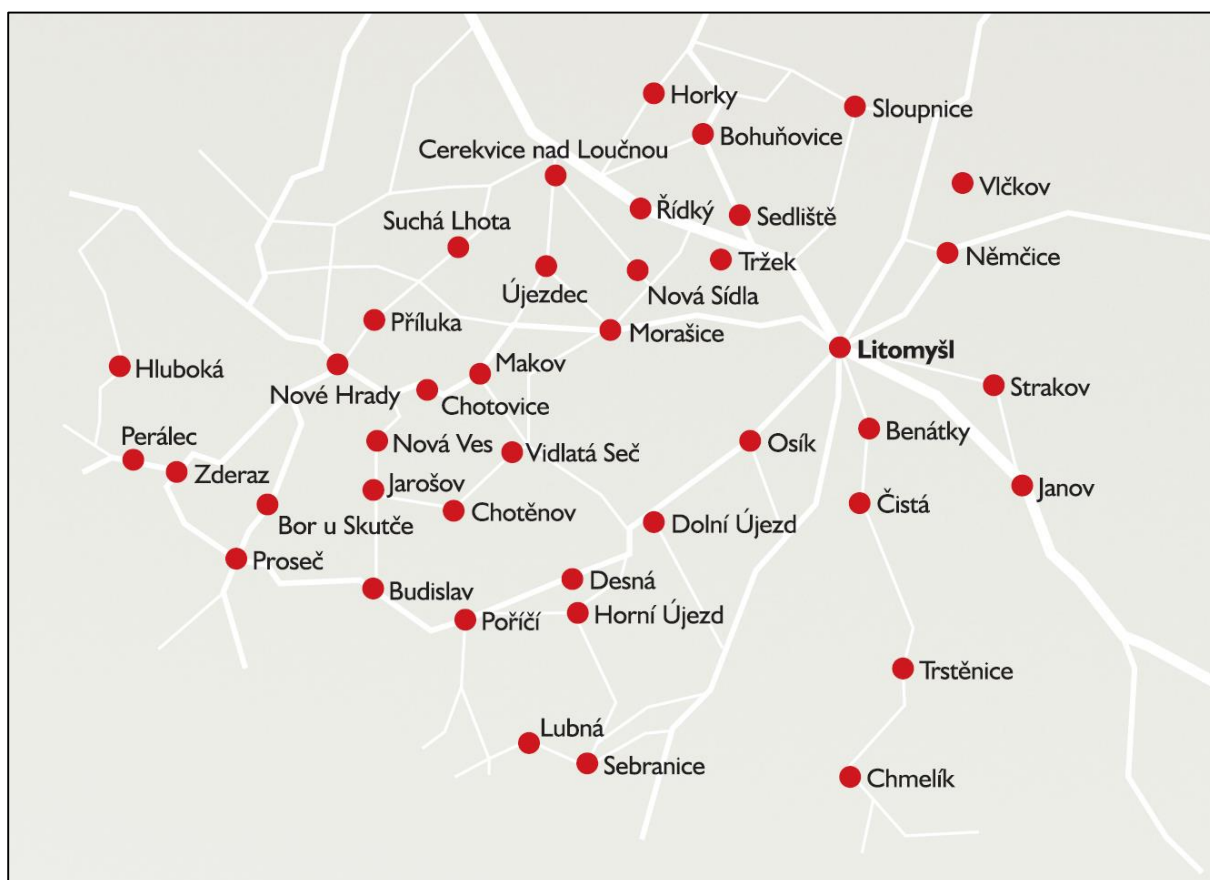 Horky
Sloupnice
Bohuňovice
Cerekvice nad Loučnou
Vlčkov
Řídký
Sedliště
Suchá Lhota
Tržek
Němčice
Újezdec
Nová Sídla
Příluka
Morašice
Litomyšl
Makov
Hluboká
Nové Hrady
Chotovice
Strakov
Benátky
Perálec
Nová Ves
Vidlatá Seč
Osík
Zderaz
Jarošov
Janov
Čistá
Bor u Skutče
Chotěnov
Dolní Újezd
Proseč
Desná
Budislav
Horní Újezd
Poříčí
Trstěnice
Lubná
Sebranice
Chmelík